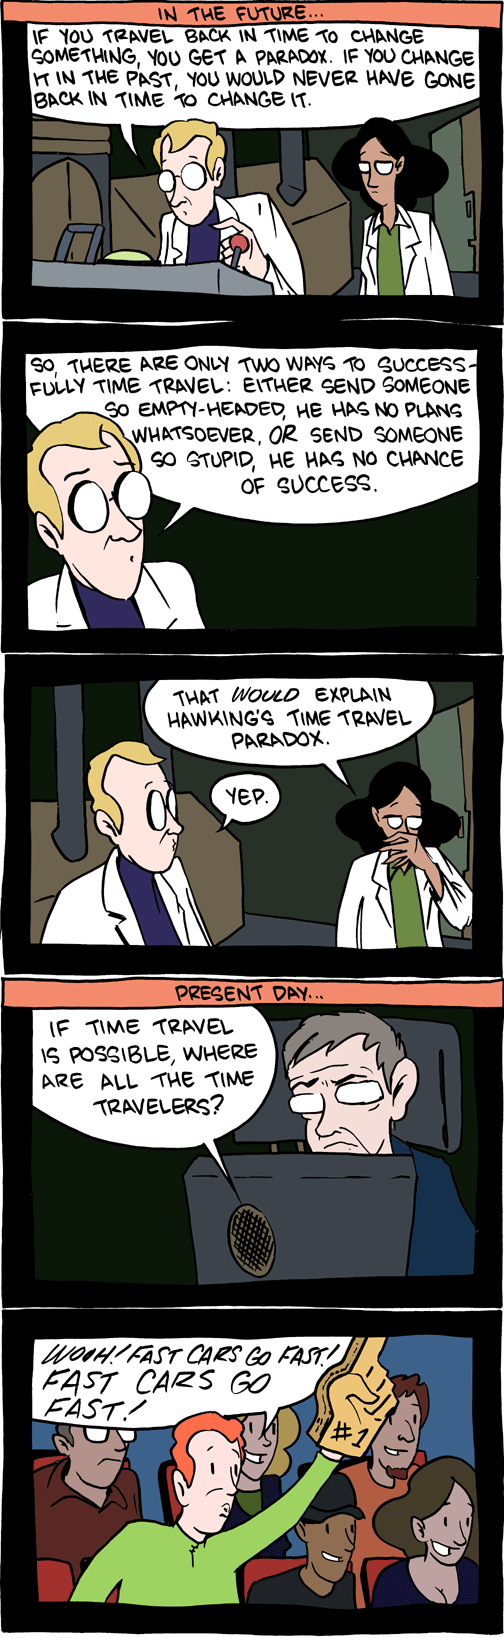 IN THE FUTURE...
IF YOU TRAVEL BACK IN TIME TO CHANGE
SOMETHING, YOU GET A PARADOX. IF YOU CHANGE
IT IN THE PAST, YOU WOULD NEVER HAVE GONE
BACK IN TIME TO CHANGE IT.
SO, THERE ARE ONLY TWO WAYS TO SUCCESS-
FULLY TIME TRAVEL: EITHER SEND SOMEONE
SO EMPTY-HEADED, HE HAS NO PLANS
WHATSOEVER, OR SEND SOMEONE
SO STUPID, HE HAS NO CHANCE
OF SUCCESS.
THAT WOULD EXPLAIN
HAWKING'S TIME TRAVEL
PARADOX.
YEP.
PRESENT DAY...
IF TIME TRAVEL
IS POSSIBLE, WHERE
ARE ALL THE TIME
TRAVELERS?
WOOH! FAST CARS GO FAST!
FAST CARS GO
FAST!
#1